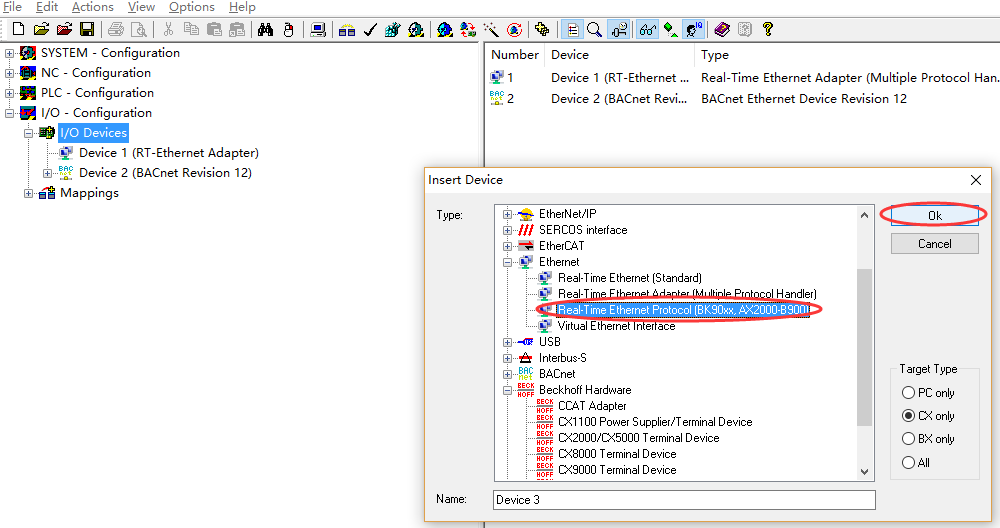 File Edit Actions View Options Help
SYSTEM - Configuration
NC - Configuration
PLC - Configuration
I/O - Configuration
I/O Devices
Device 1 (RT-Ethernet Adapter)
Device 2 (BACnet Revision 12)
Mappings
Number Device Type
1 Device 1 (RT-Ethernet ... Real-Time Ethernet Adapter (Multiple Protocol Han...
2 Device 2 (BACnet Revi... BACnet Ethernet Device Revision 12
Insert Device
Type:
EtherNet/IP
SERCOS interface
EtherCAT
Ethernet
Real-Time Ethernet (Standard)
Real-Time Ethernet Adapter (Multiple Protocol Handler)
Real-Time Ethernet Protocol (BK90xx, AX2000-B900)
Virtual Ethernet Interface
USB
Interbus-S
BAC
net
BACnet
BECK
HOFF
Beckhoff Hardware
CCAT Adapter
CX1100 Power Supplier/Terminal Device
CX2000/CX5000 Terminal Device
CX8000 Terminal Device
CX9000 Terminal Device
Ok
Cancel
Target Type
PC only
CX only
BX only
All
Name: Device 3